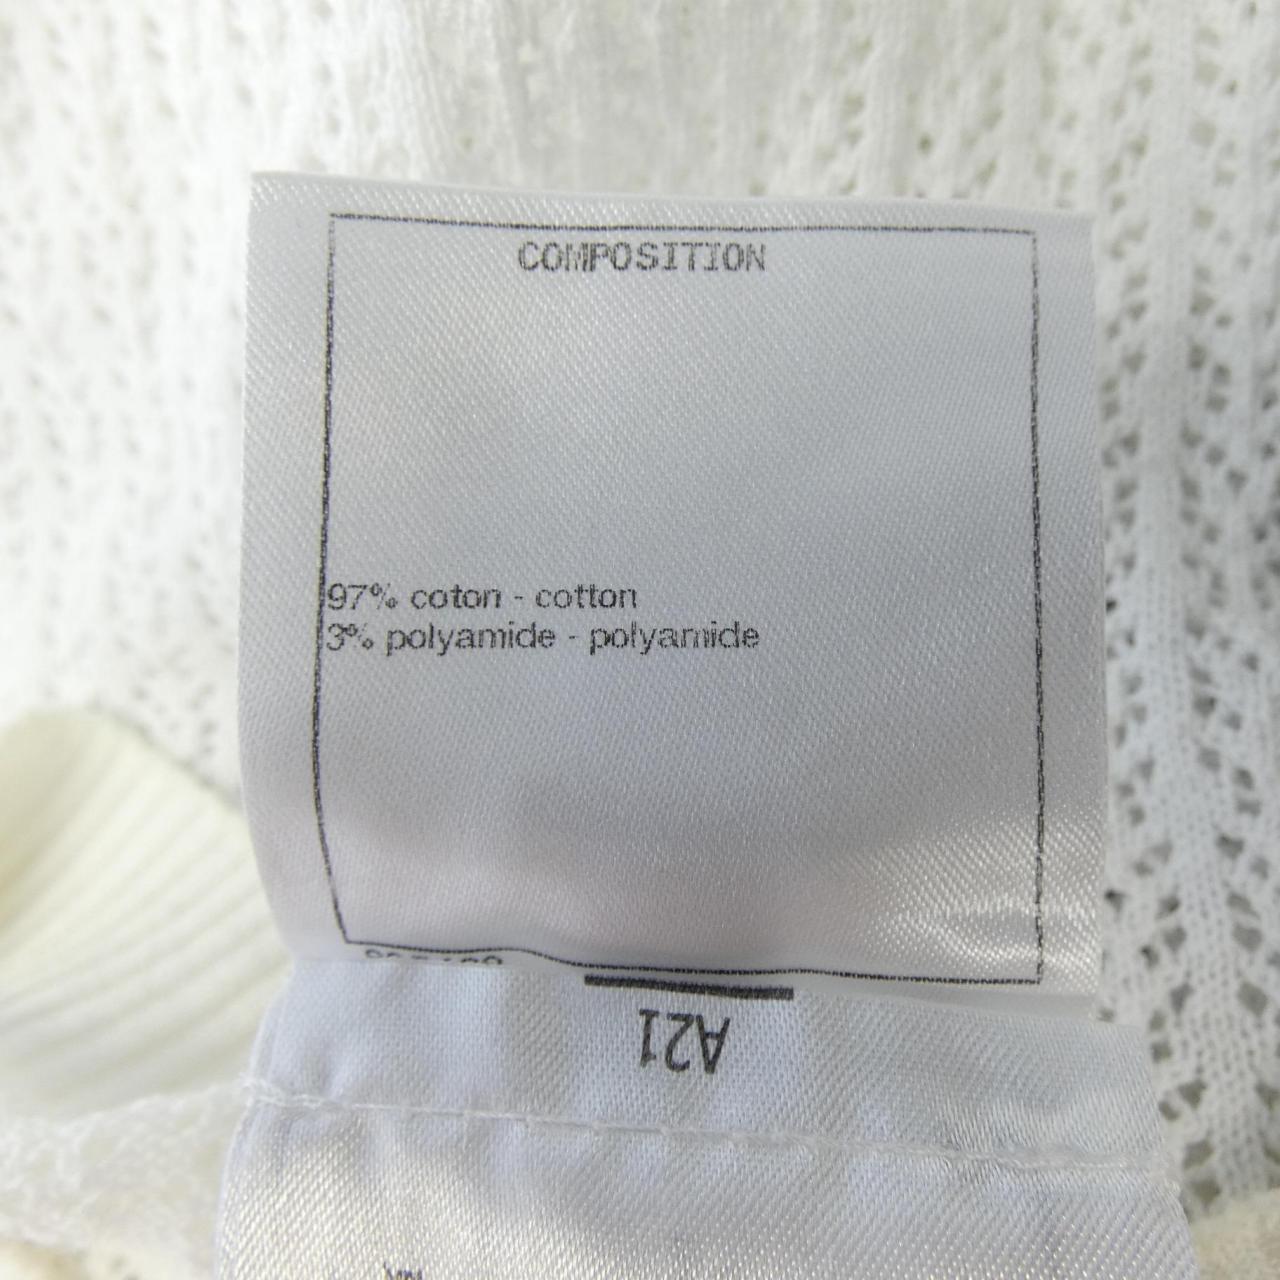 COMPOSITION
97% coton - cotton
3% polyamide - polyamide
A21